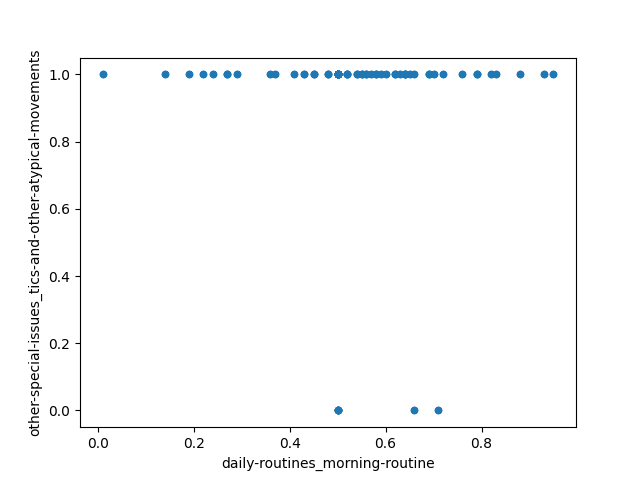 other-special-issues_tics-and-other-atypical-movements
1.0
0.8
0.6
0.4
0.2
0.0
0.0 0.2 0.4 0.6 0.8
daily-routines_morning-routine